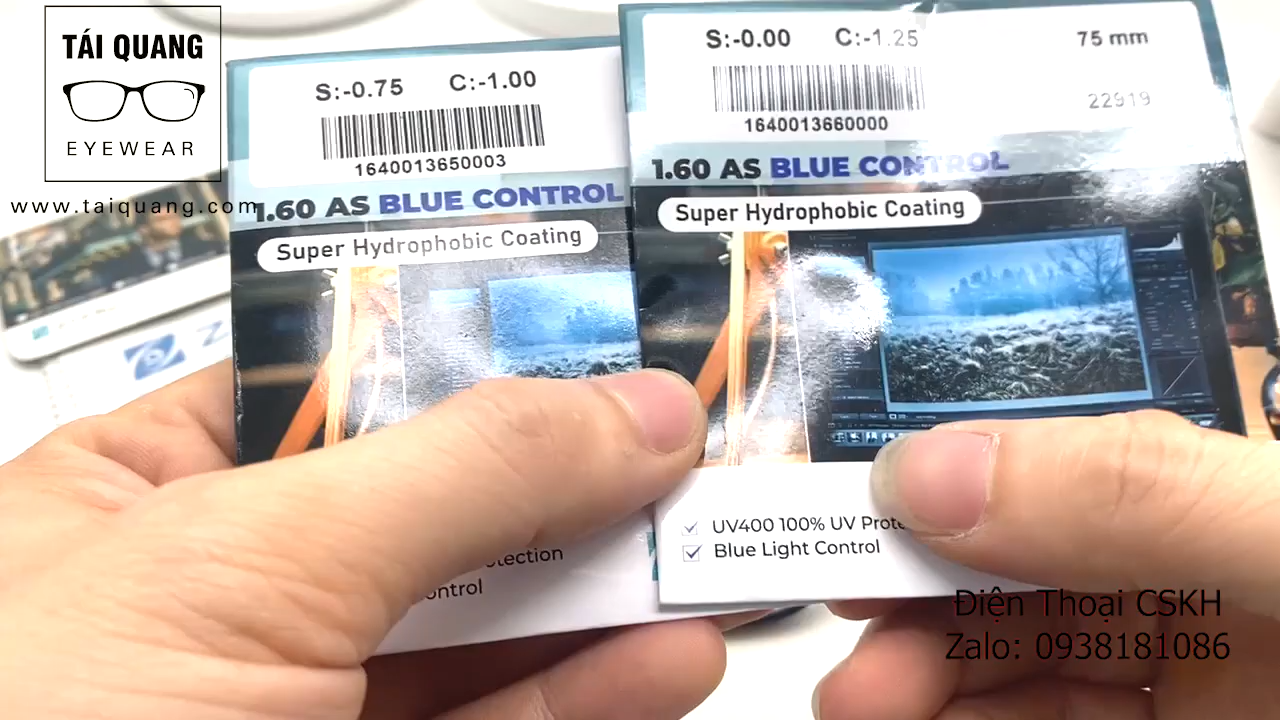 TÁI QUANG
EYEWEAR
www.taiquang.com
S:-0.75 C:-1.00
1640013650003
1.60 AS BLUE CONTROL
Super Hydrophobic Coating
ontrol
S:-0.00 C:-1.25 75 mm
1640013660000 22919
1.60 AS BLUE CONTROL
Super Hydrophobic Coating
UV400 100% UV Prote
Blue Light Control
Điện Thoại CSKH
Zalo: 0938181086